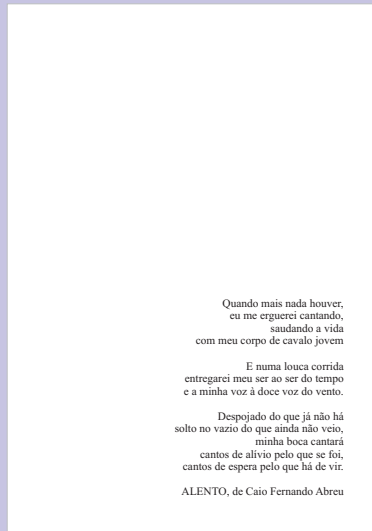 Quando mais nada houver,
eu me erguerei cantando,
saudando a vida
com meu corpo de cavalo jovem
E numa louca corrida
entregarei meu ser ao ser do tempo
e a minha voz à doce voz do vento.
Despojado do que já não há
solto no vazio do que ainda não veio,
minha boca cantará
cantos de alívio pelo que se foi,
cantos de espera pelo que há de vir.
ALENTO, de Caio Fernando Abreu